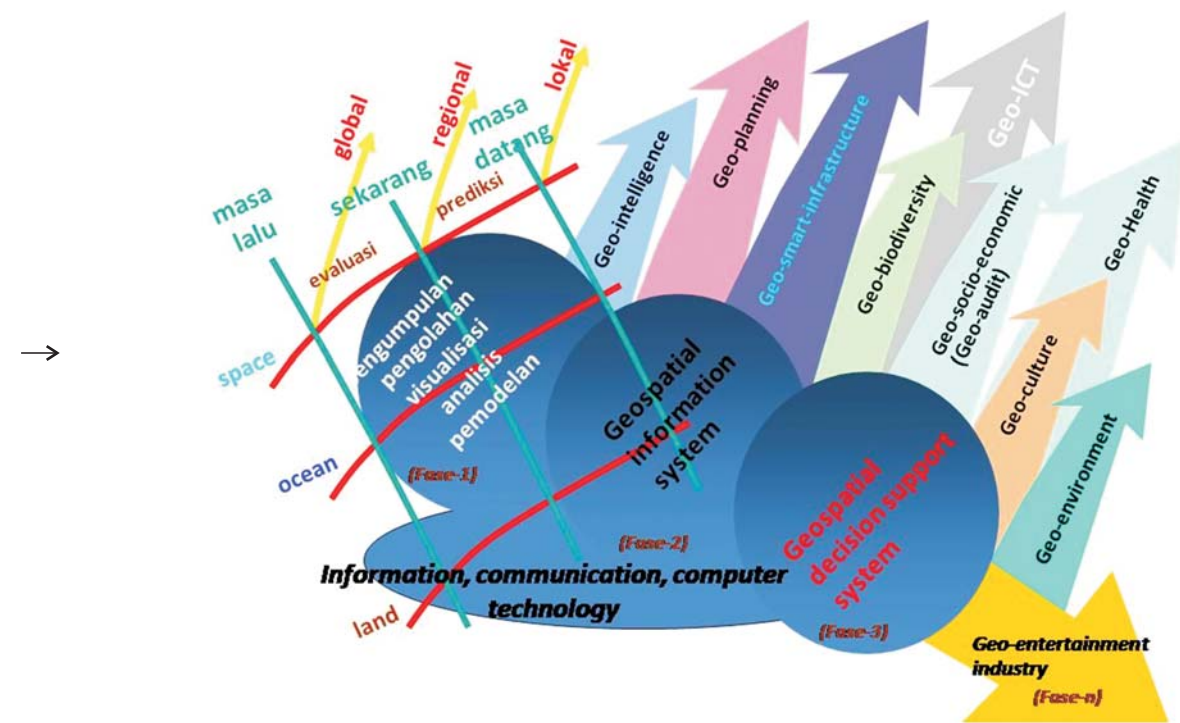 →
global
regional
lokal
masa
lalu
sekarang
masa
datang
evaluasi
prediksi
space
ocean
land
engumpulan
pengolahan
visualisasi
analisis
pemodelan
(Fase-1)
Geospatial
information
system
(Fase-2)
Geospatial
decision support
system
(Fase-3)
Information, communication, computer
technology
Geo-intelligence
Geo-planning
Geo-smart-infrastructure
Geo-biodiversity
Geo-ICT
Geo-socio-economic
(Geo-audit)
Geo-Health
Geo-culture
Geo-environment
Geo-entertainment
industry
(Fase-n)